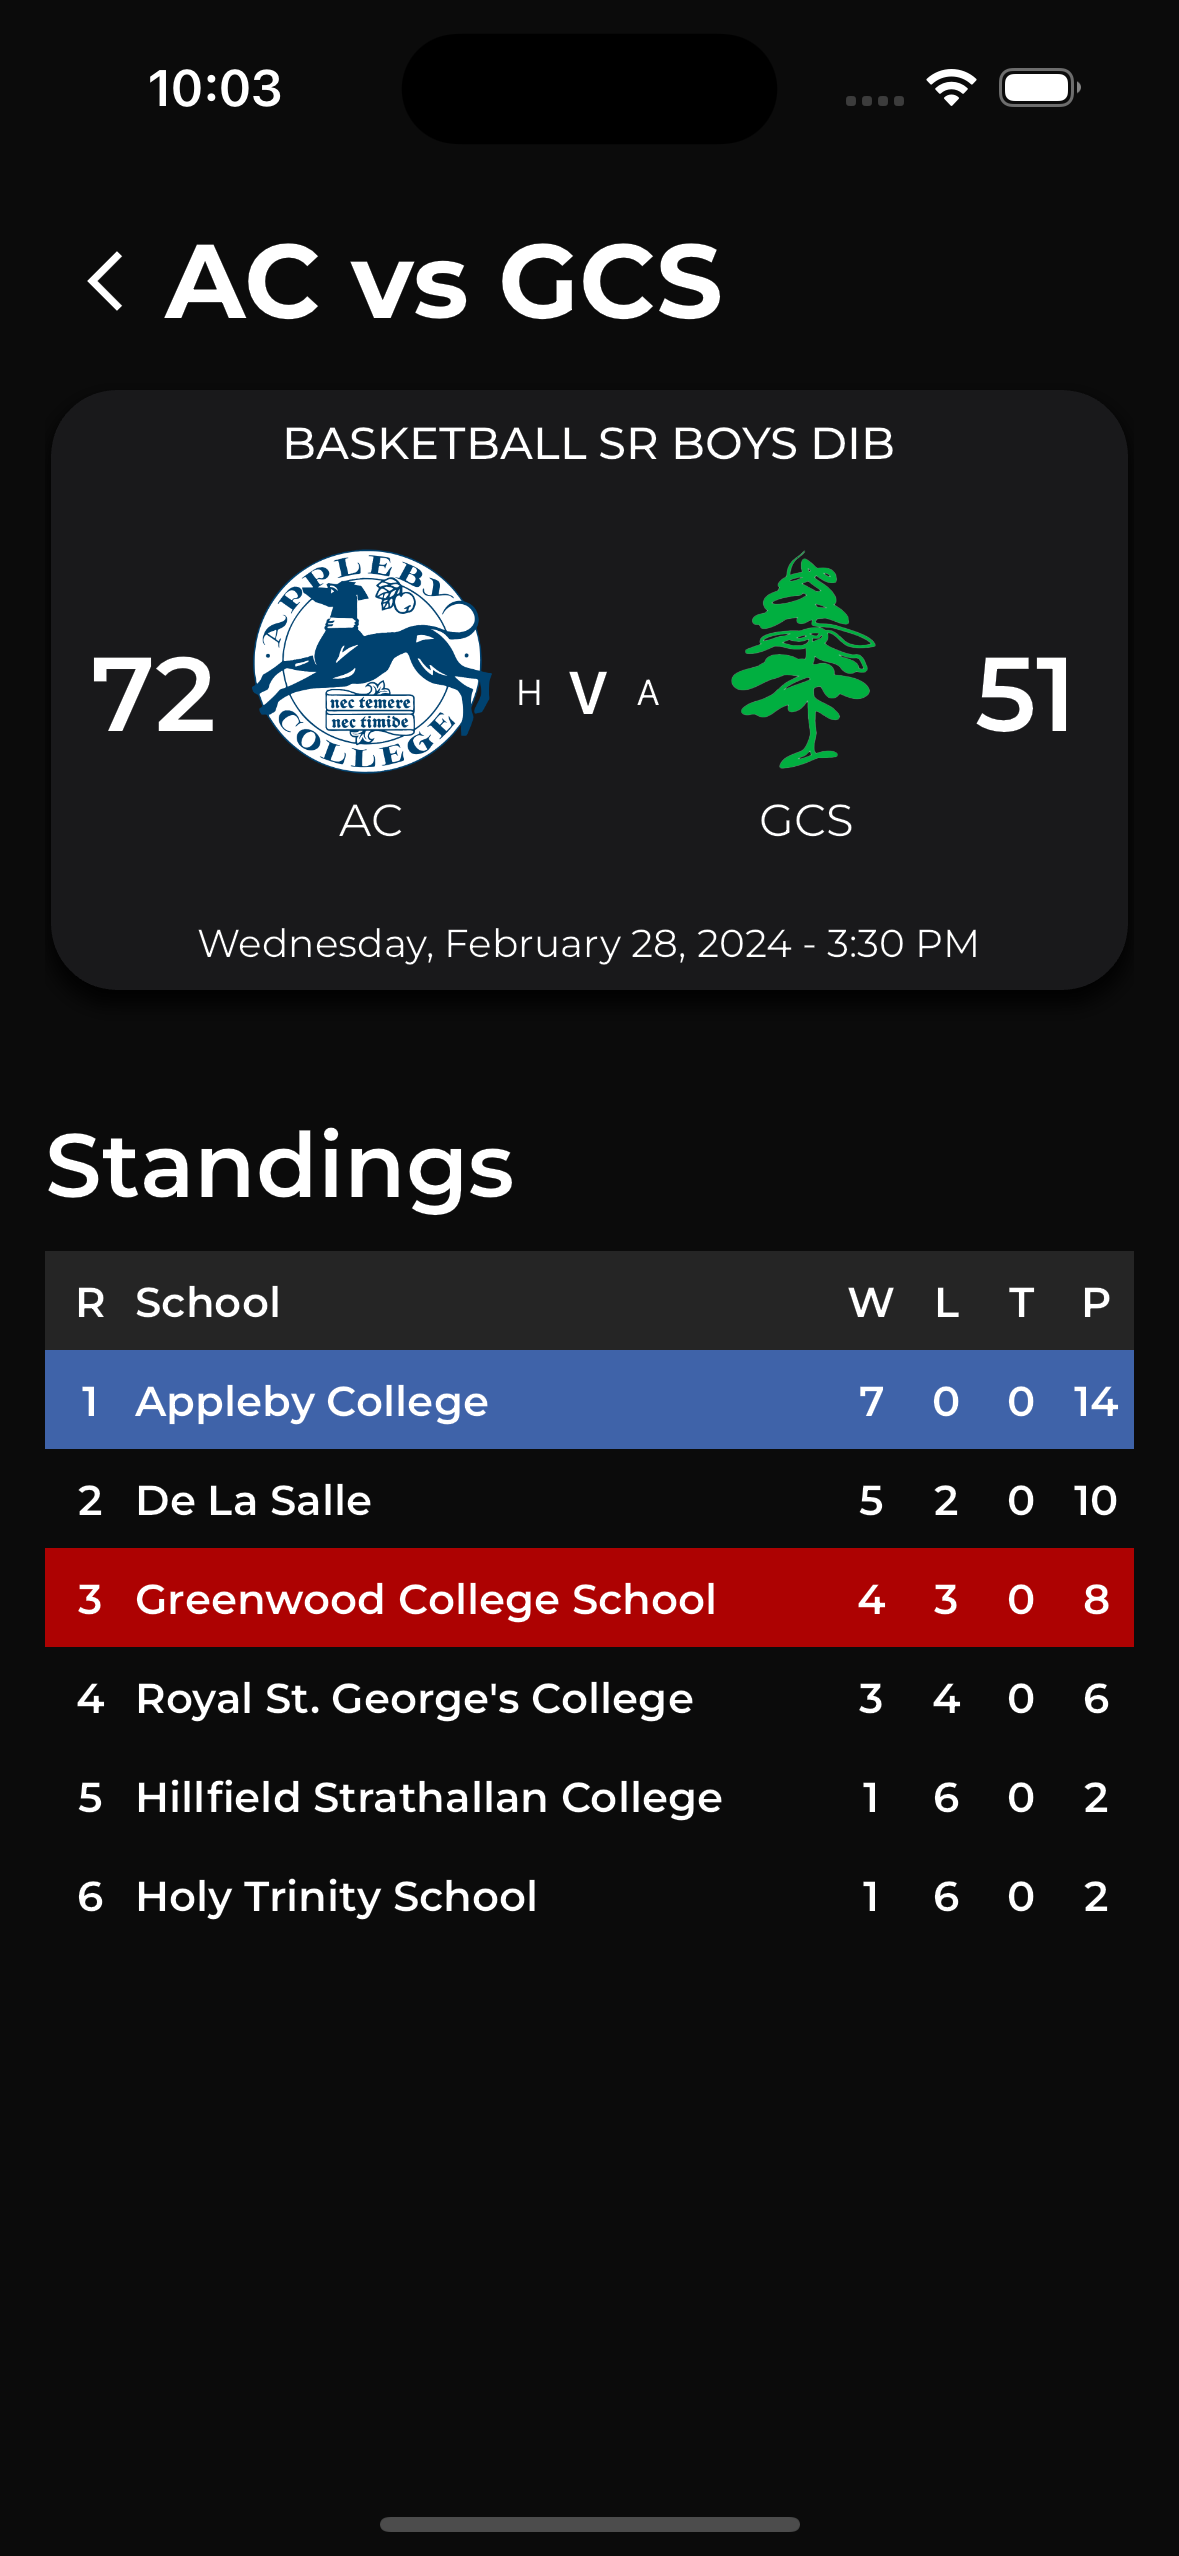 10:03
AC vs GCS
BASKETBALL SR BOYS DIB
APPLEBY
72 H V A 51
nec temere
nec timide
COLLEGE
AC GCS
Wednesday, February 28, 2024 - 3:30 PM
Standings
R School W L T P
1 Appleby College 7 0 0 14
2 De La Salle 5 2 0 10
3 Greenwood College School 4 3 0 8
4 Royal St. George's College 3 4 0 6
5 Hillfield Strathallan College 1 6 0 2
6 Holy Trinity School 1 6 0 2